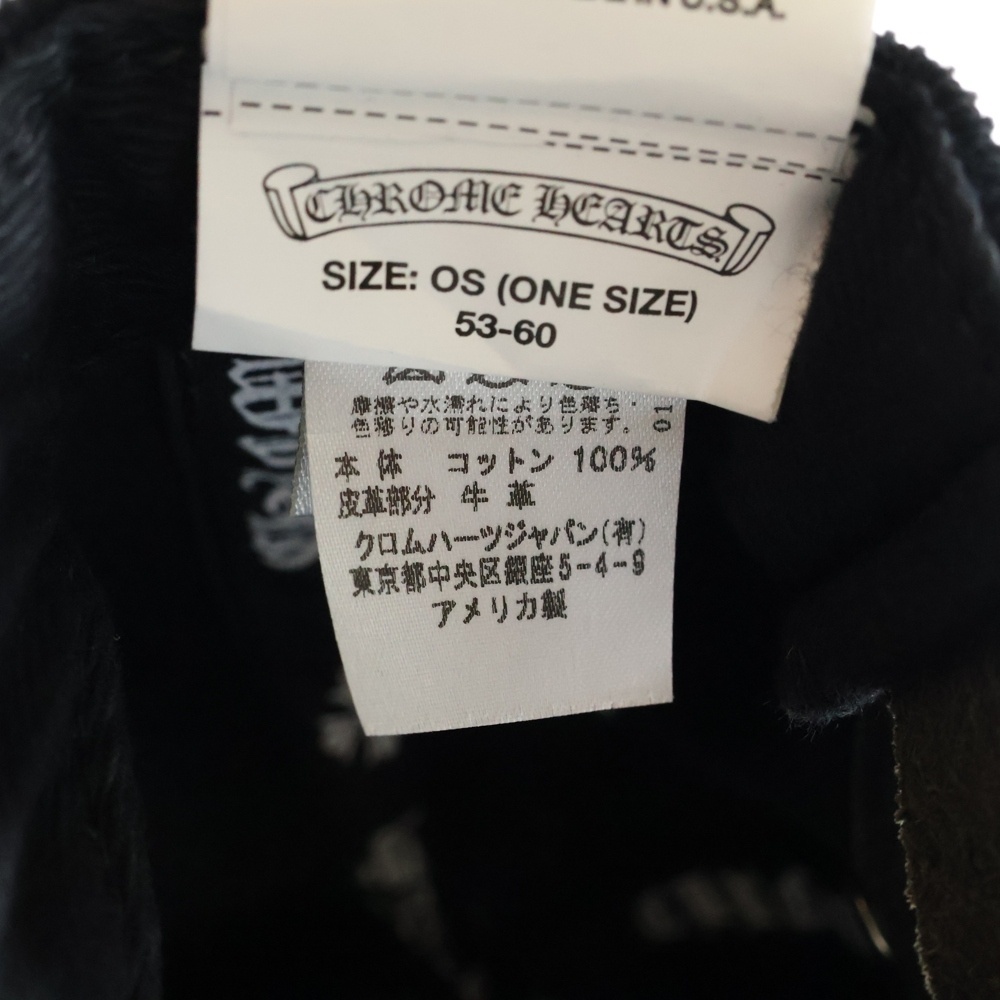 IN U.S.A.
CHROME HEARTS
SIZE: OS (ONE SIZE)
53-60
摩擦や水濡れにより色落ち・
色移りの可能性があります。
01
本 体 コットン 100%
皮革部分 牛 革
クロムハーツジャパン(有)
東京都中央区銀座5-4-9
アメリカ製